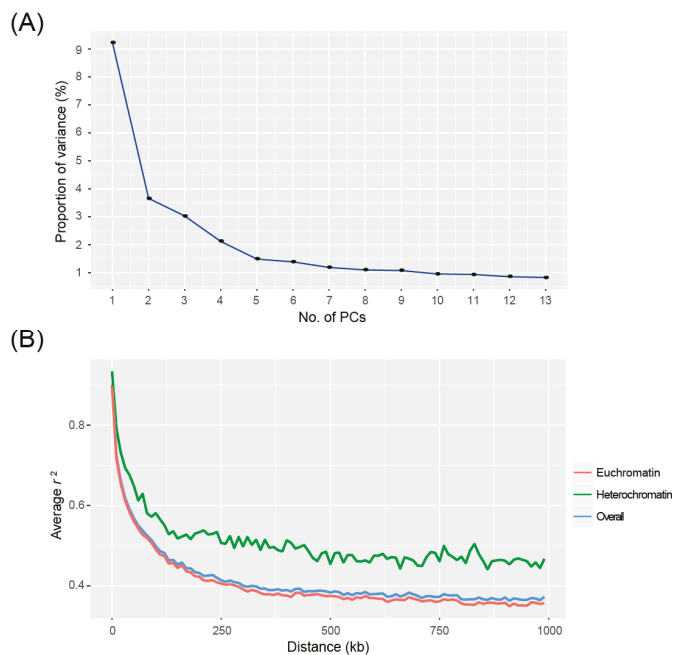 (A)
Proportion of variance (%)
9
8
7
6
5
4
3
2
1
1 2 3 4 5 6 7 8 9 10 11 12 13
No. of PCs
(B)
Average r²
0.8
0.6
0.4
0 250 500 750 1000
Distance (kb)
Euchromatin
Heterochromatin
Overall